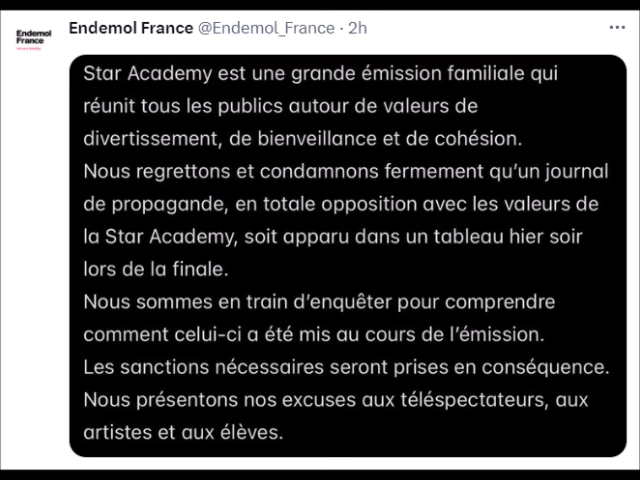 Endemol France @Endemol_France · 2h
Endemol
France
Star Academy est une grande émission familiale qui
réunit tous les publics autour de valeurs de
divertissement, de bienveillance et de cohésion.
Nous regrettons et condamnons fermement qu’un journal
de propagande, en totale opposition avec les valeurs de
la Star Academy, soit apparu dans un tableau hier soir
lors de la finale.
Nous sommes en train d’enquêter pour comprendre
comment celui-ci a été mis au cours de l’émission.
Les sanctions nécessaires seront prises en conséquence.
Nous présentons nos excuses aux téléspectateurs, aux
artistes et aux élèves.